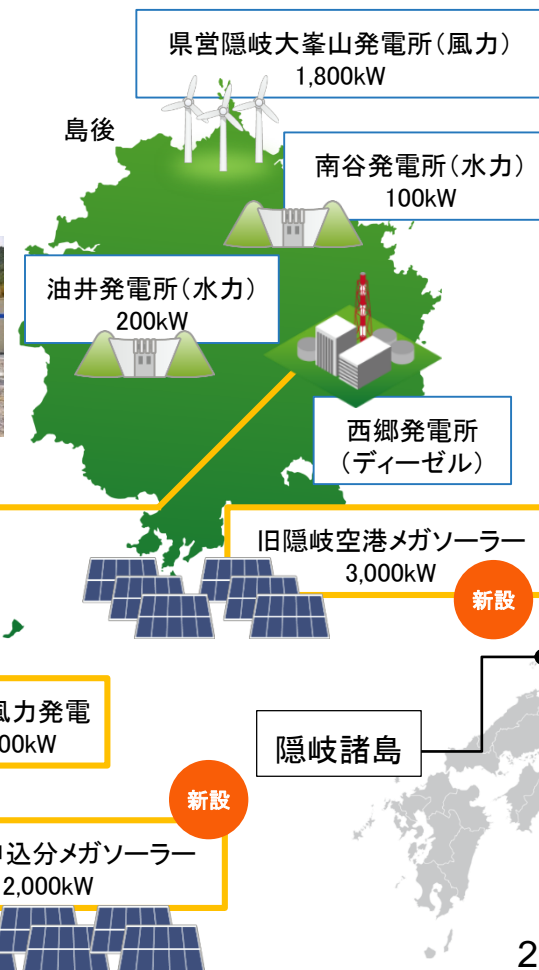 県営隠岐大峯山発電所(風力)
1,800kW
島後
南谷発電所(水力)
100kW
油井発電所(水力)
200kW
西郷発電所
(ディーゼル)
旧隠岐空港メガソーラー
3,000kW
新設
風力発電
00kW
隠岐諸島
新設
申込分メガソーラー
2,000kW
2